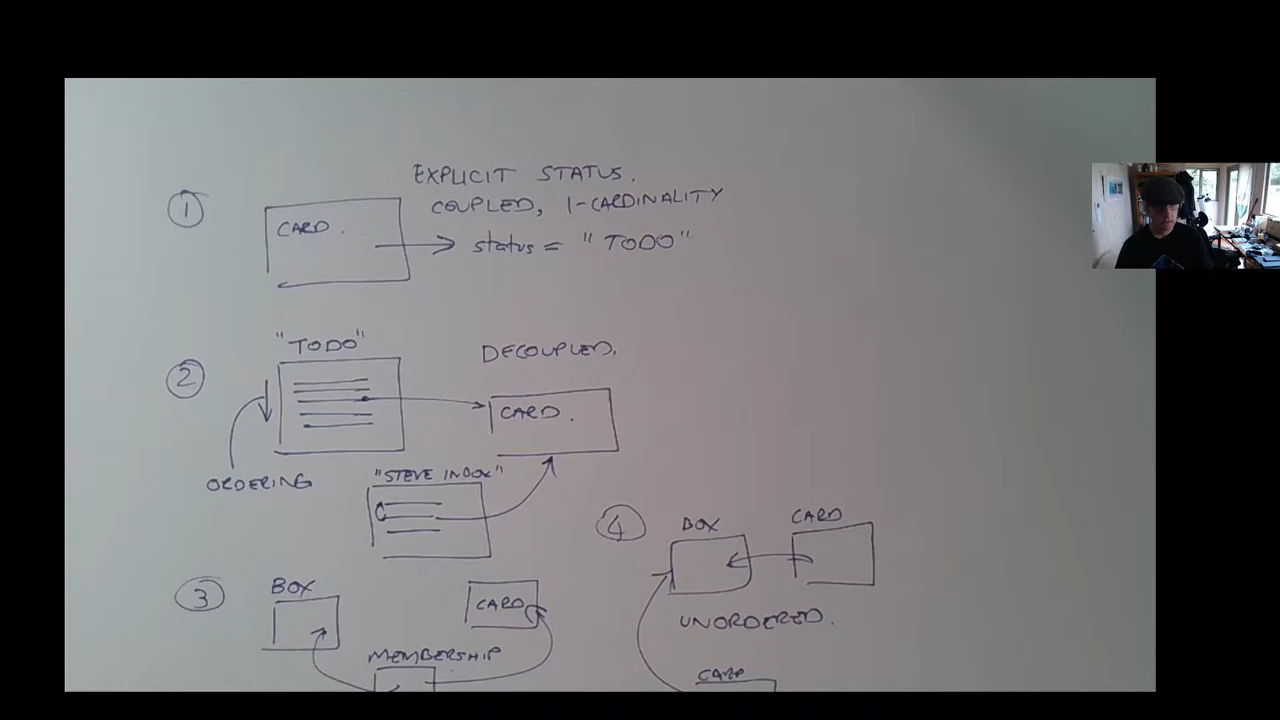 1
EXPLICIT STATUS.
COUPLED, 1-CARDINALITY
CARD.
status = "TODO"
2
"TODO"
DECOUPLED.
CARD.
ORDERING
"STEVE INBOX"
3
BOX
CARD
MEMBERSHIP
4
BOX
CARD
UNORDERED.
CARD